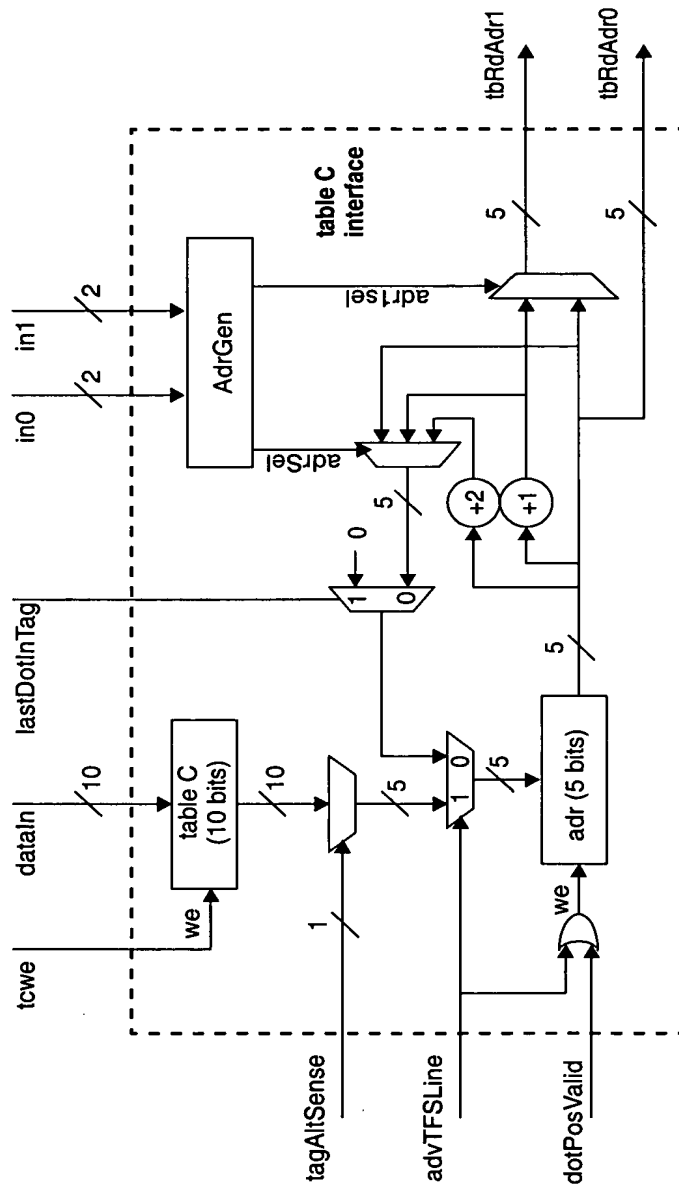 tcwe
dataIn
10
lastDotInTag
in0
2
in1
2
we
table C
(10 bits)
10
AdrGen
table C
interface
adrSel
adr1sel
tagAltSense
1
5
1
0
0
5
advTFSLine
1
0
5
+2
+1
5
tbRdAdr1
dotPosValid
we
adr (5 bits)
5
5
tbRdAdr0